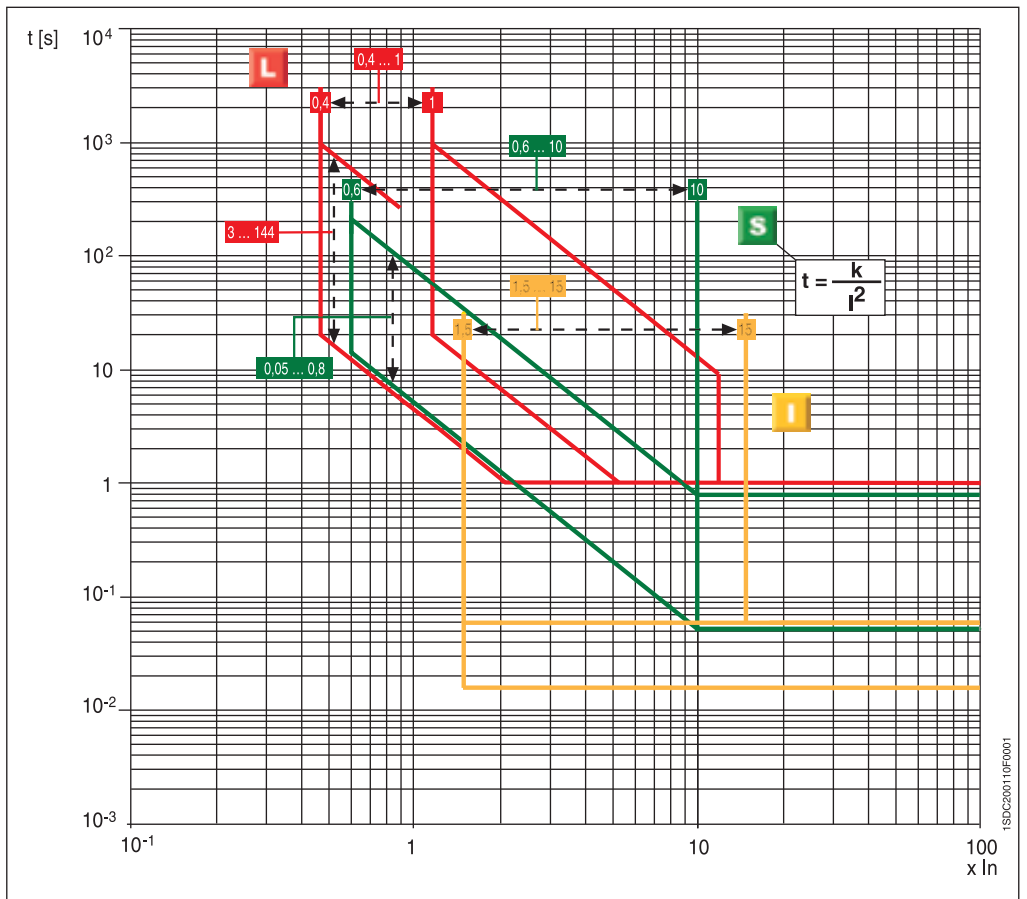 t [s]
10⁴
L
0,4 ... 1
0,4
1
10³
0,6 ... 10
0,6
10
3 ... 144
S
10²
t = k / I²
1.5 ... 15
1.5
15
0,05 ... 0,8
10
I
1
10⁻¹
10⁻²
10⁻³
10⁻¹
1
10
100
x In
1SDC200110F0001